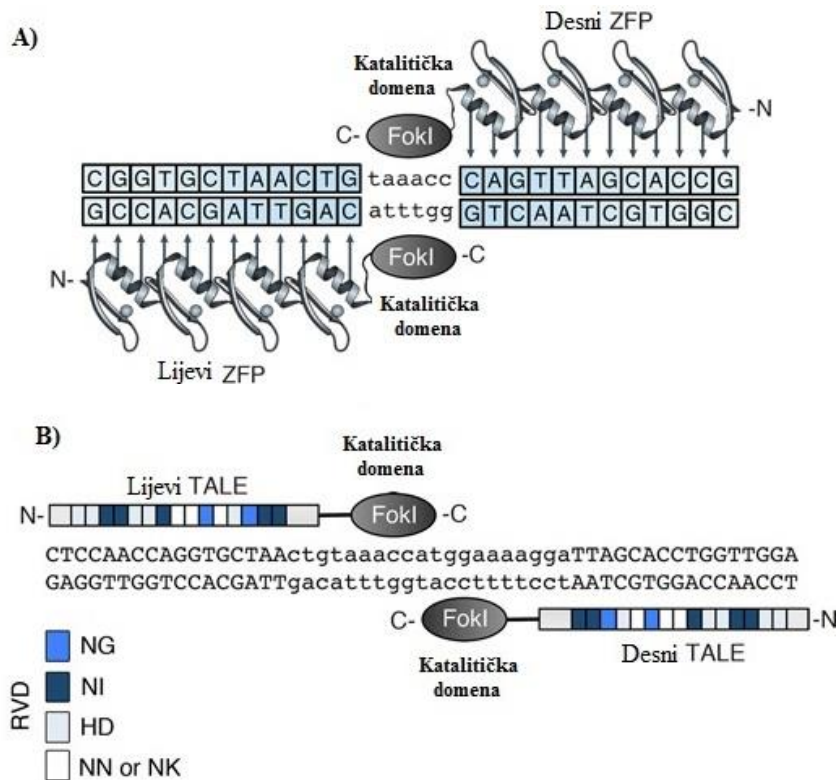 A)
Desni ZFP
Katalitička
domena
C- FokI -N
CGGTGCTAACTG taaacc CAGTTAGCACCG
GCCACGATTGAC atttgg GTCAATCGTGGC
N- FokI -C
Katalitička
domena
Lijevi ZFP
B)
Katalitička
domena
Lijevi TALE
N- FokI -C
CTCCAACCAGGTGCTAActgtaaaccatggaaaaggaTTAGCACCTGGTTGGA
GAGGTTGGTCCACGATTgacatttggtaccttttcctAATCGTGGACCAACCT
C- FokI -N
Katalitička
domena
Desni TALE
RVD
NG
NI
HD
NN or NK